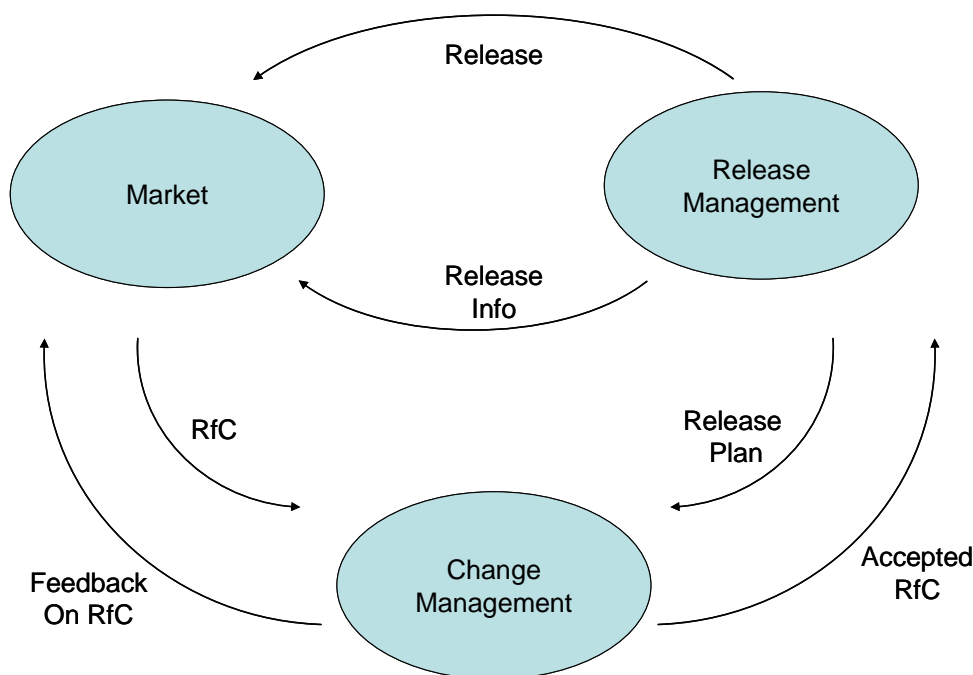 Release
Market
Release
Management
Release
Info
RfC
Release
Plan
Feedback
On RfC
Change
Management
Accepted
RfC